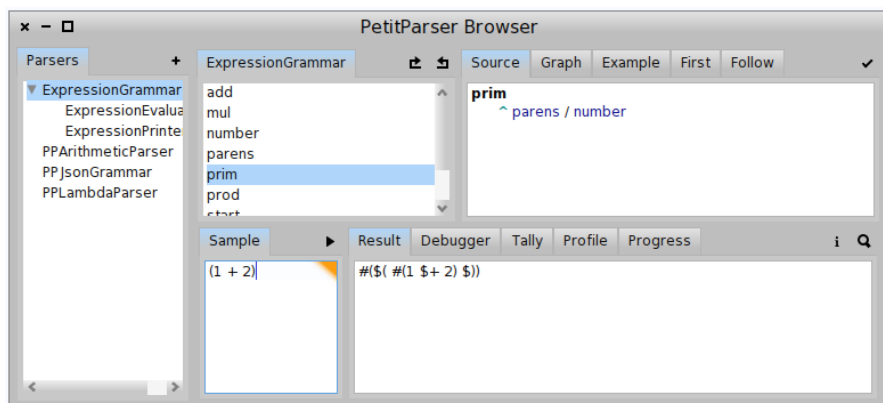 PetitParser Browser
Parsers +
ExpressionGrammar
ExpressionEvalua
ExpressionPrinte
PPArithmeticParser
PPJsonGrammar
PPLambdaParser
ExpressionGrammar
add
mul
number
parens
prim
prod
start
Source Graph Example First Follow
prim
^ parens / number
Sample
(1 + 2)
Result Debugger Tally Profile Progress i
#($( #(1 $+ 2) $))